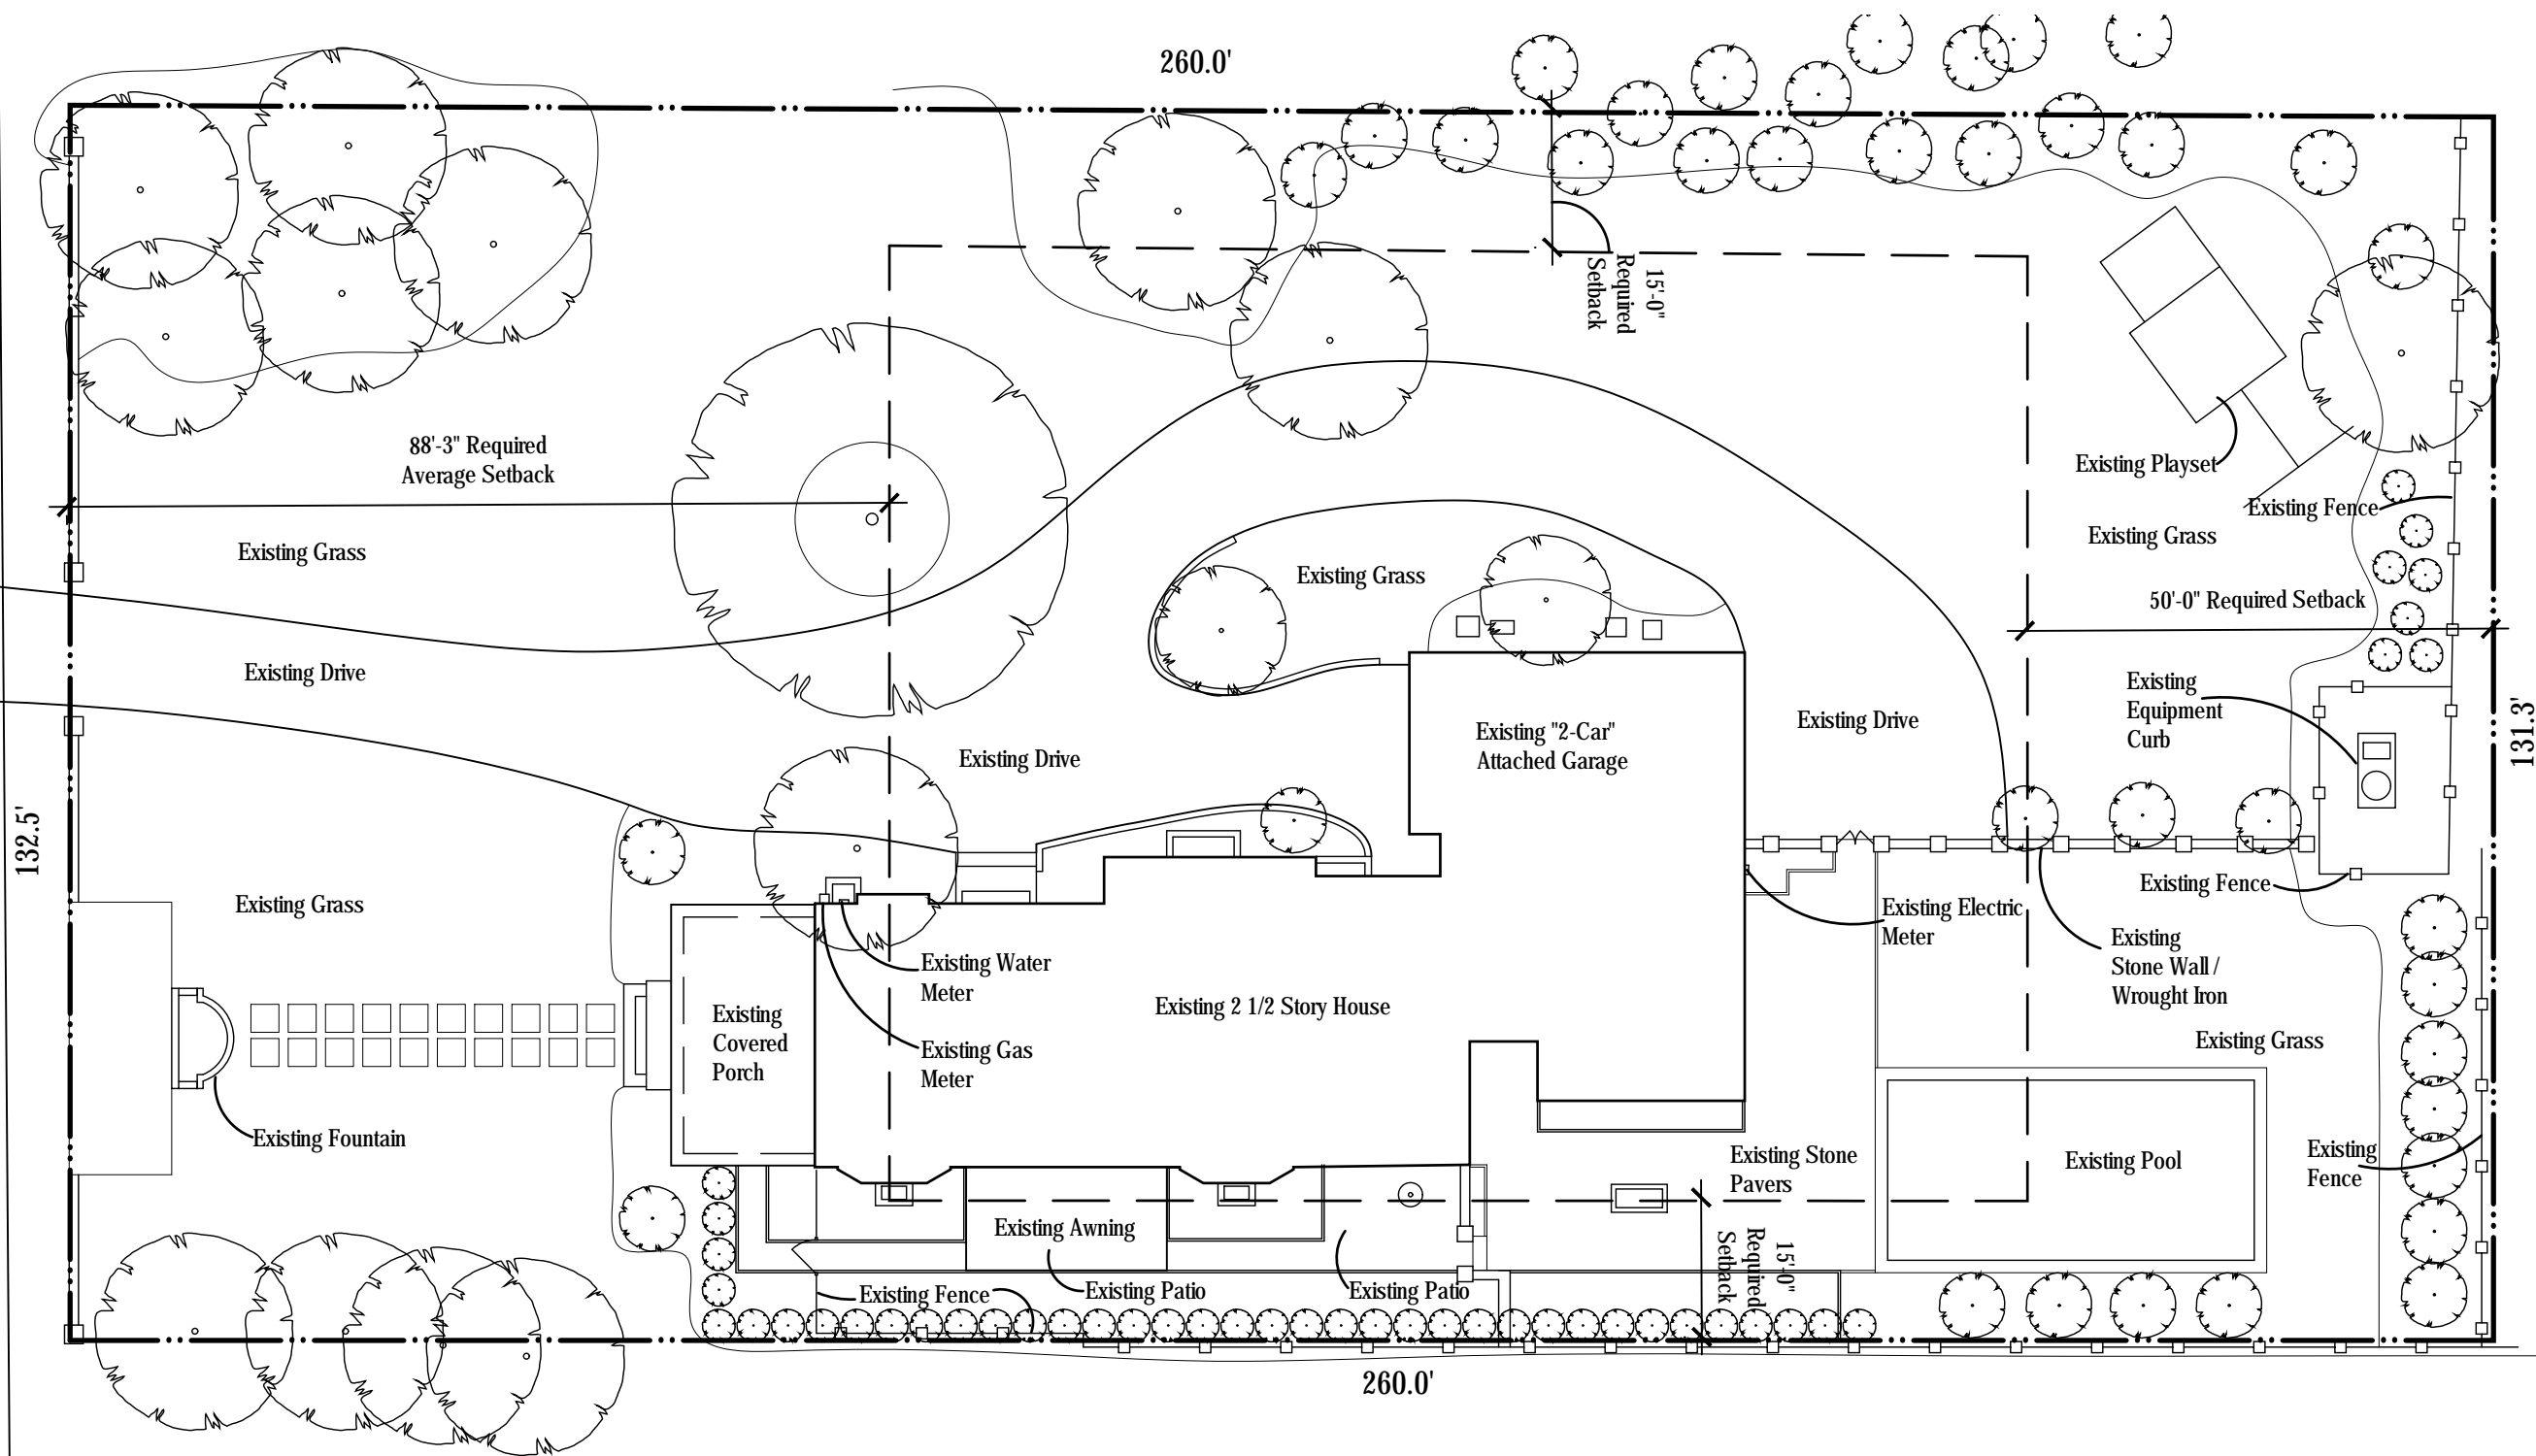 260.0'
15'-0"
Required
Setback
88'-3" Required
Average Setback
Existing Playset
Existing Fence
Existing Grass
Existing Grass
Existing Grass
50'-0" Required Setback
Existing Drive
Existing
Equipment
Curb
131.3'
Existing "2-Car"
Attached Garage
Existing Drive
Existing Drive
132.5'
Existing Grass
Existing Fence
Existing Electric
Meter
Existing
Stone Wall /
Wrought Iron
Existing Water
Meter
Existing 2 1/2 Story House
Existing
Covered
Porch
Existing Gas
Meter
Existing Grass
Existing Fountain
Existing Stone
Pavers
Existing Pool
Existing
Fence
Existing Awning
15'-0"
Required
Setback
Existing Fence
Existing Patio
Existing Patio
260.0'